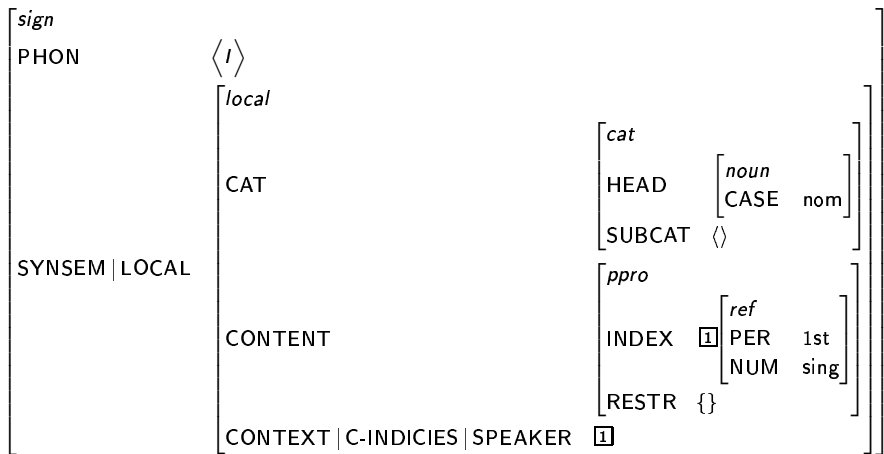 sign
PHON ⟨I⟩
local
cat
CAT HEAD noun
CASE nom
SUBCAT ⟨⟩
SYNSEM | LOCAL
ppro
ref
CONTENT INDEX 1 PER 1st
NUM sing
RESTR {}
CONTEXT | C-INDICIES | SPEAKER 1